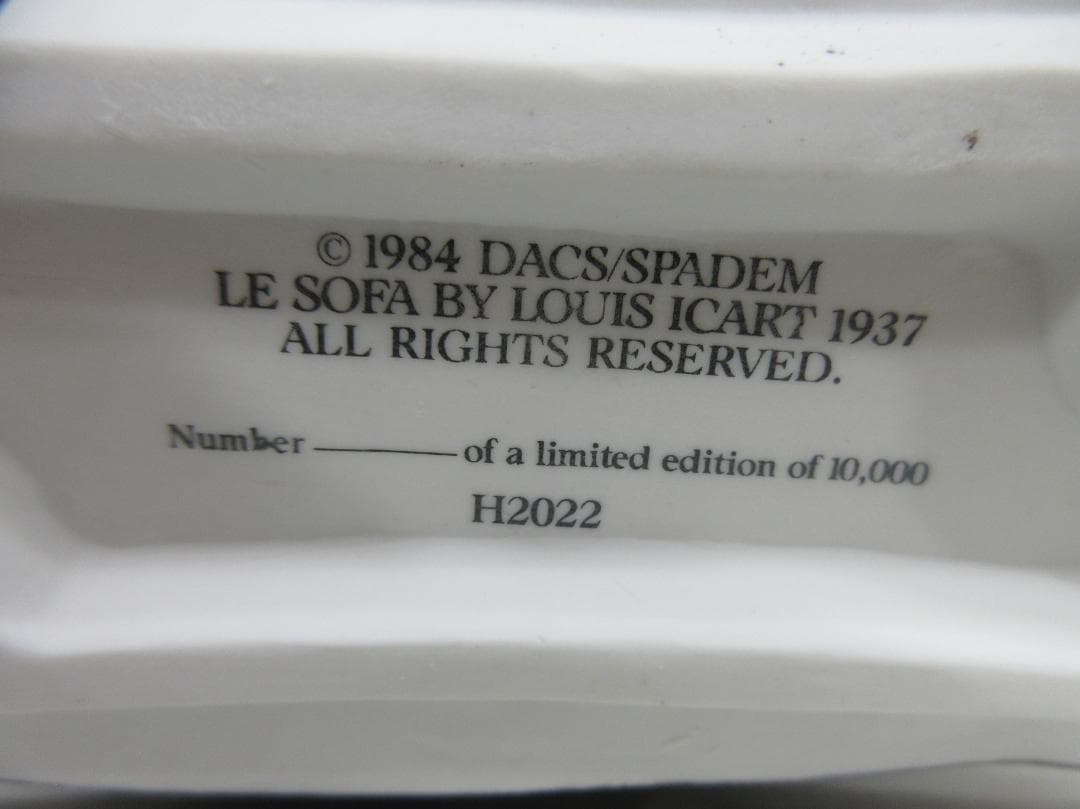 © 1984 DACS/SPADEM
LE SOFA BY LOUIS ICART 1937
ALL RIGHTS RESERVED.
Number ———— of a limited edition of 10,000
H2022